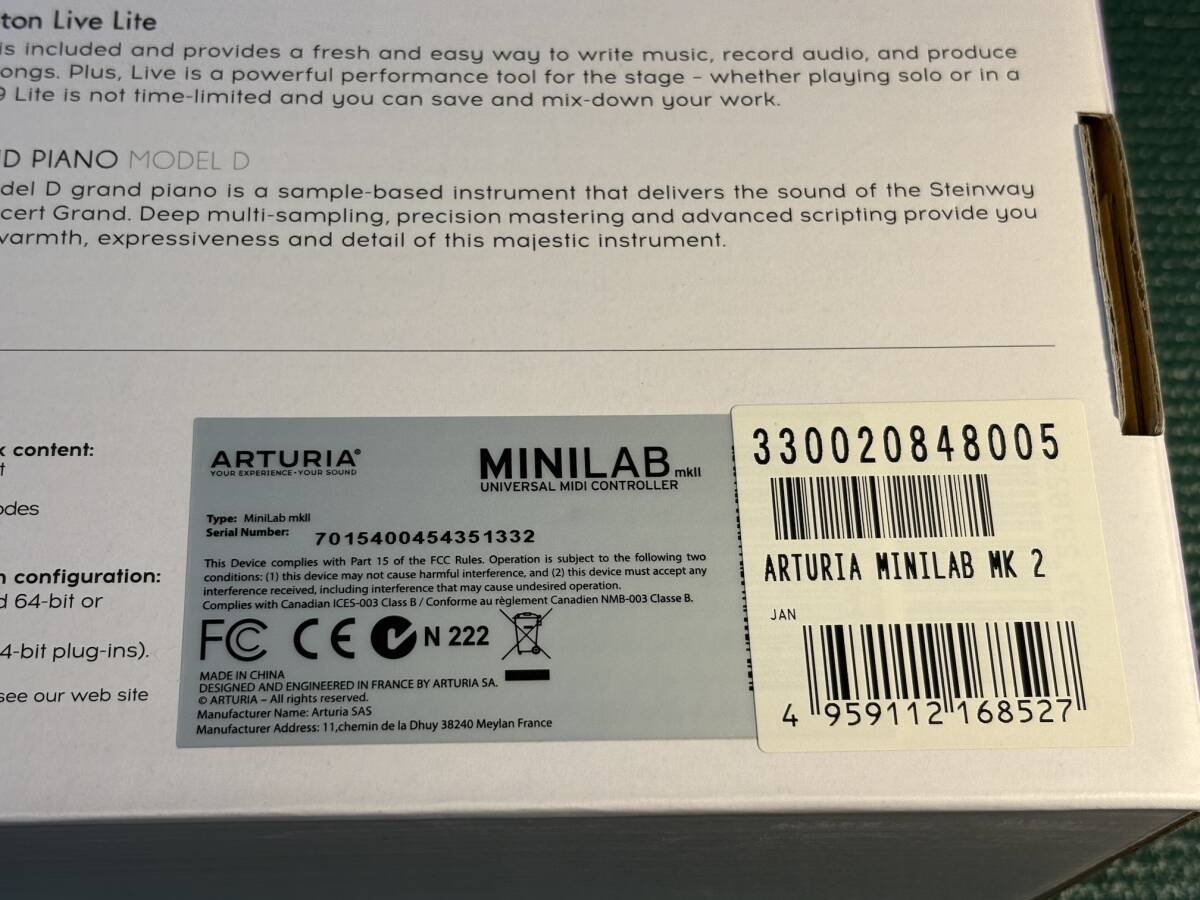 ton Live Lite
is included and provides a fresh and easy way to write music, record audio, and produce
ongs. Plus, Live is a powerful performance tool for the stage – whether playing solo or in a
9 Lite is not time-limited and you can save and mix-down your work.
D PIANO MODEL D
del D grand piano is a sample-based instrument that delivers the sound of the Steinway
cert Grand. Deep multi-sampling, precision mastering and advanced scripting provide you
warmth, expressiveness and detail of this majestic instrument.
x content:
t
odes
n configuration:
d 64-bit or
4-bit plug-ins).
see our web site
ARTURIA®
YOUR EXPERIENCE • YOUR SOUND
MINILAB mkII
UNIVERSAL MIDI CONTROLLER
Type: MiniLab mkII
Serial Number: 7015400454351332
This Device complies with Part 15 of the FCC Rules. Operation is subject to the following two
conditions: (1) this device may not cause harmful interference, and (2) this device must accept any
interference received, including interference that may cause undesired operation.
Complies with Canadian ICES-003 Class B / Conforme au règlement Canadien NMB-003 Classe B.
FC CE N 222
MADE IN CHINA
DESIGNED AND ENGINEERED IN FRANCE BY ARTURIA SA.
© ARTURIA – All rights reserved.
Manufacturer Name: Arturia SAS
Manufacturer Address: 11,chemin de la Dhuy 38240 Meylan France
330020848005
ARTURIA MINILAB MK 2
JAN
4 959112 168527